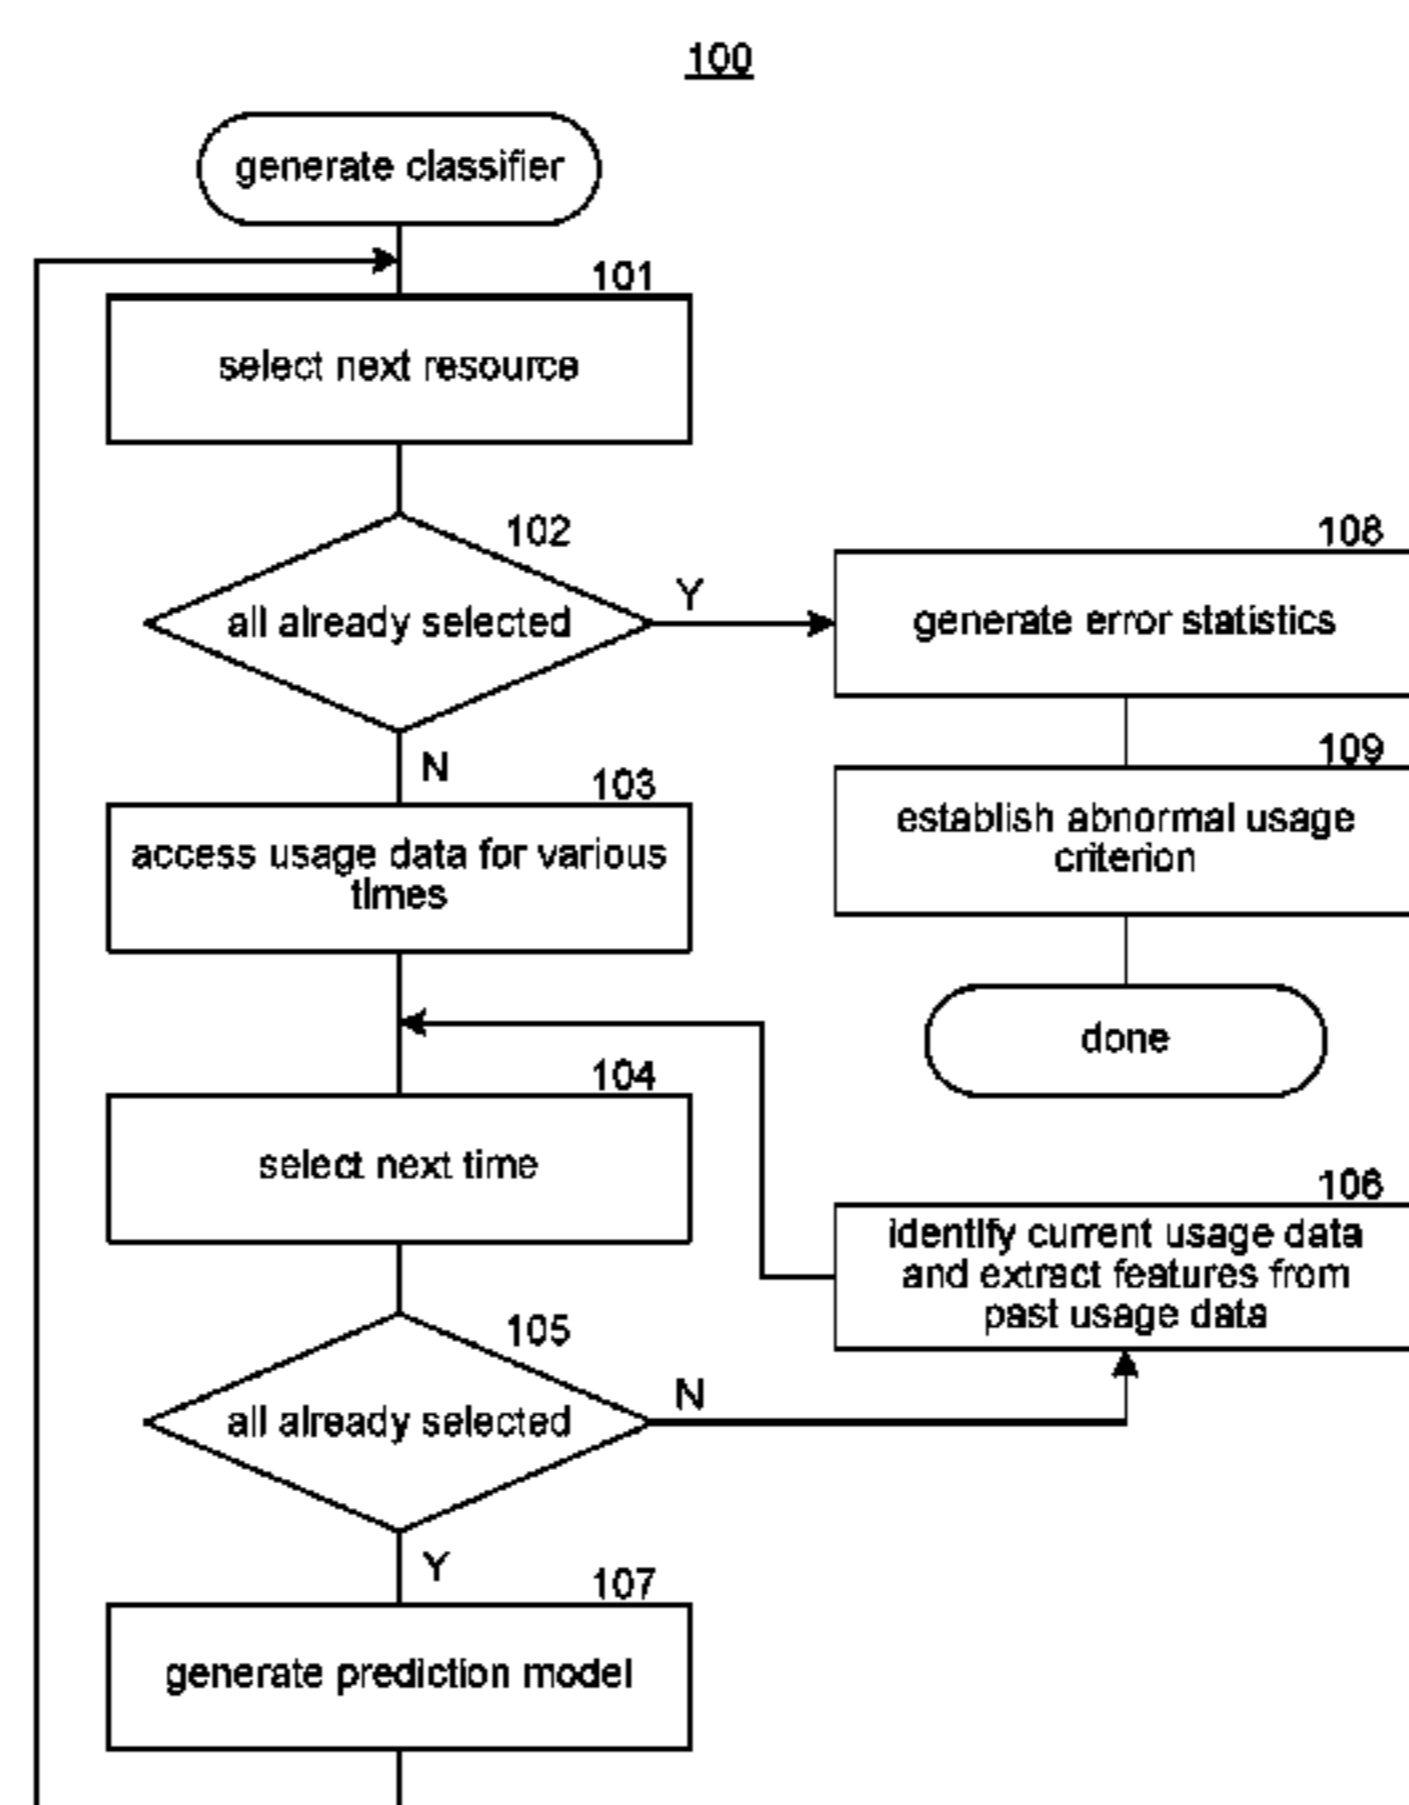 100
generate classifier
101
select next resource
102
all already selected
Y
N
108
generate error statistics
109
establish abnormal usage
criterion
done
103
access usage data for various
times
104
select next time
105
all already selected
N
Y
106
identify current usage data
and extract features from
past usage data
107
generate prediction model